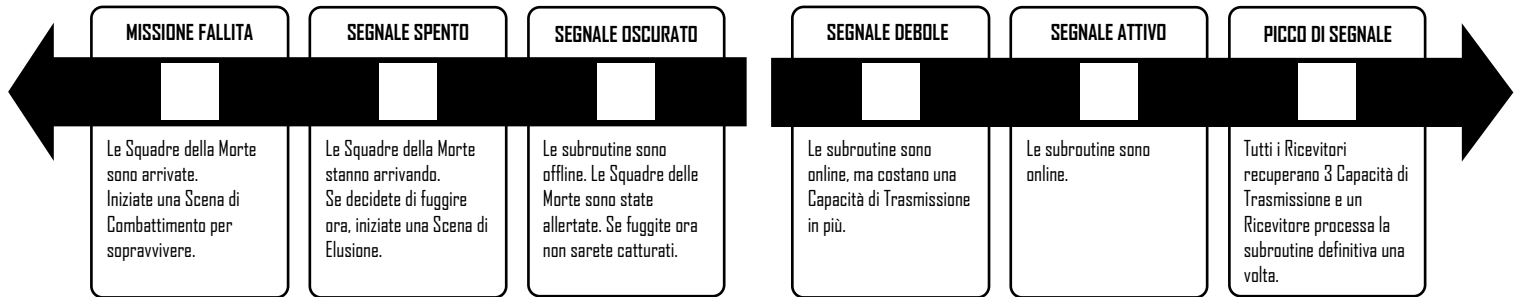 MISSIONE FALLITA
Le Squadre della Morte
sono arrivate.
Iniziate una Scena di
Combattimento per
sopravvivere.
SEGNALE SPENTO
Le Squadre della Morte
stanno arrivando.
Se decidete di fuggire
ora, iniziate una Scena di
Elusione.
SEGNALE OSCURATO
Le subroutine sono
offline. Le Squadre delle
Morte sono state
allertate. Se fuggite ora
non sarete catturati.
SEGNALE DEBOLE
Le subroutine sono
online, ma costano una
Capacità di Trasmissione
in più.
SEGNALE ATTIVO
Le subroutine sono
online.
PICCO DI SEGNALE
Tutti i Ricevitori
recuperano 3 Capacità di
Trasmissione e un
Ricevitore processa la
subroutine definitiva una
volta.